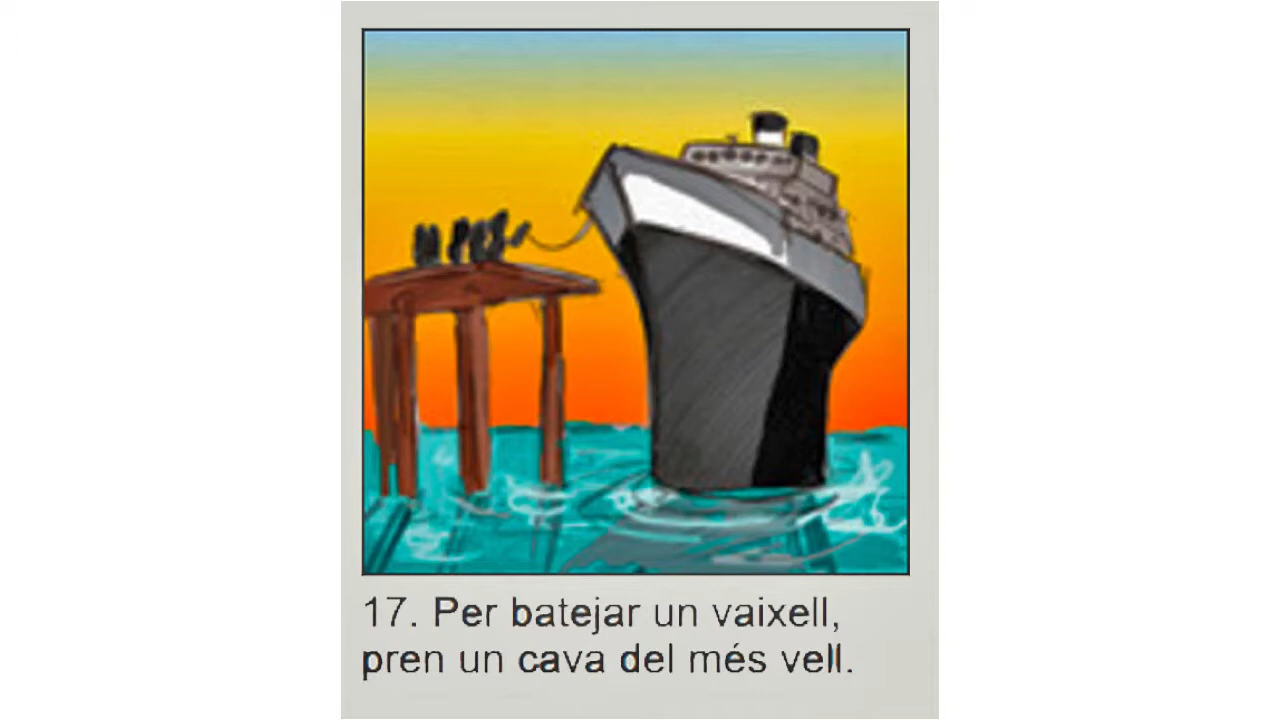 17. Per batejar un vaixell,
pren un cava del més vell.